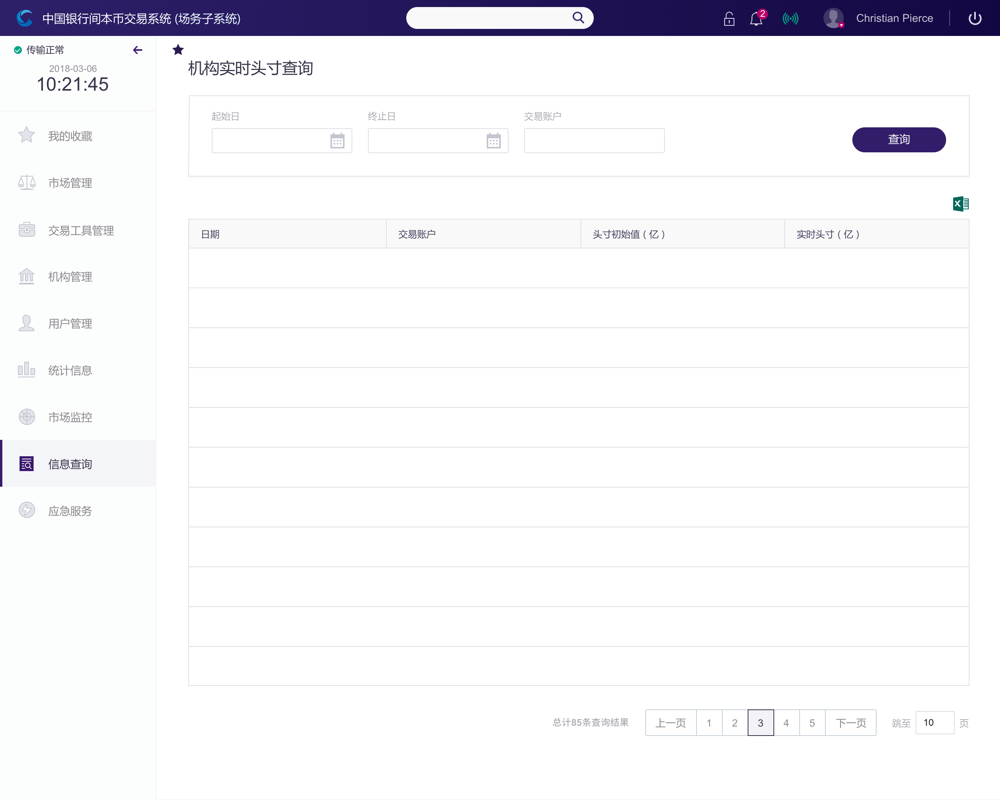 中国银行间本币交易系统 (场务子系统)
2
Christian Pierce
传输正常
2018-03-06
10:21:45
我的收藏
市场管理
交易工具管理
机构管理
用户管理
统计信息
市场监控
信息查询
应急服务
机构实时头寸查询
起始日 终止日 交易账户
查询
日期 交易账户 头寸初始值（亿） 实时头寸（亿）
总计85条查询结果 上一页 1 2 3 4 5 下一页 跳至 10 页